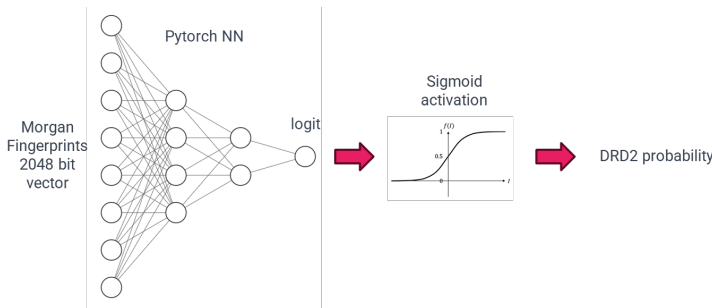 Pytorch NN
Morgan
Fingerprints
2048 bit
vector
logit
Sigmoid
activation
f(t)
1
0.5
0
t
DRD2 probability